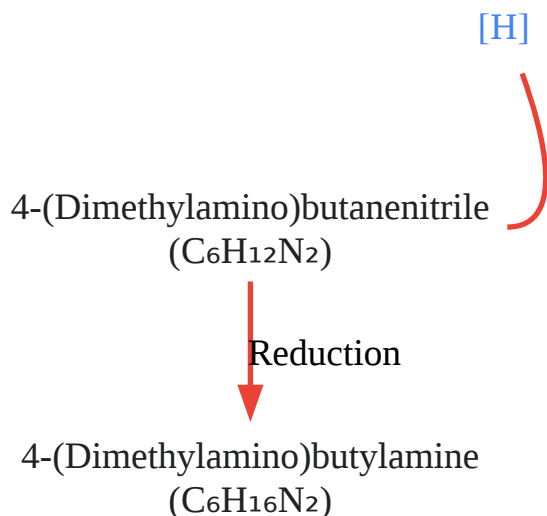 [H]
4-(Dimethylamino)butanenitrile
(C₆H₁₂N₂)
Reduction
4-(Dimethylamino)butylamine
(C₆H₁₆N₂)